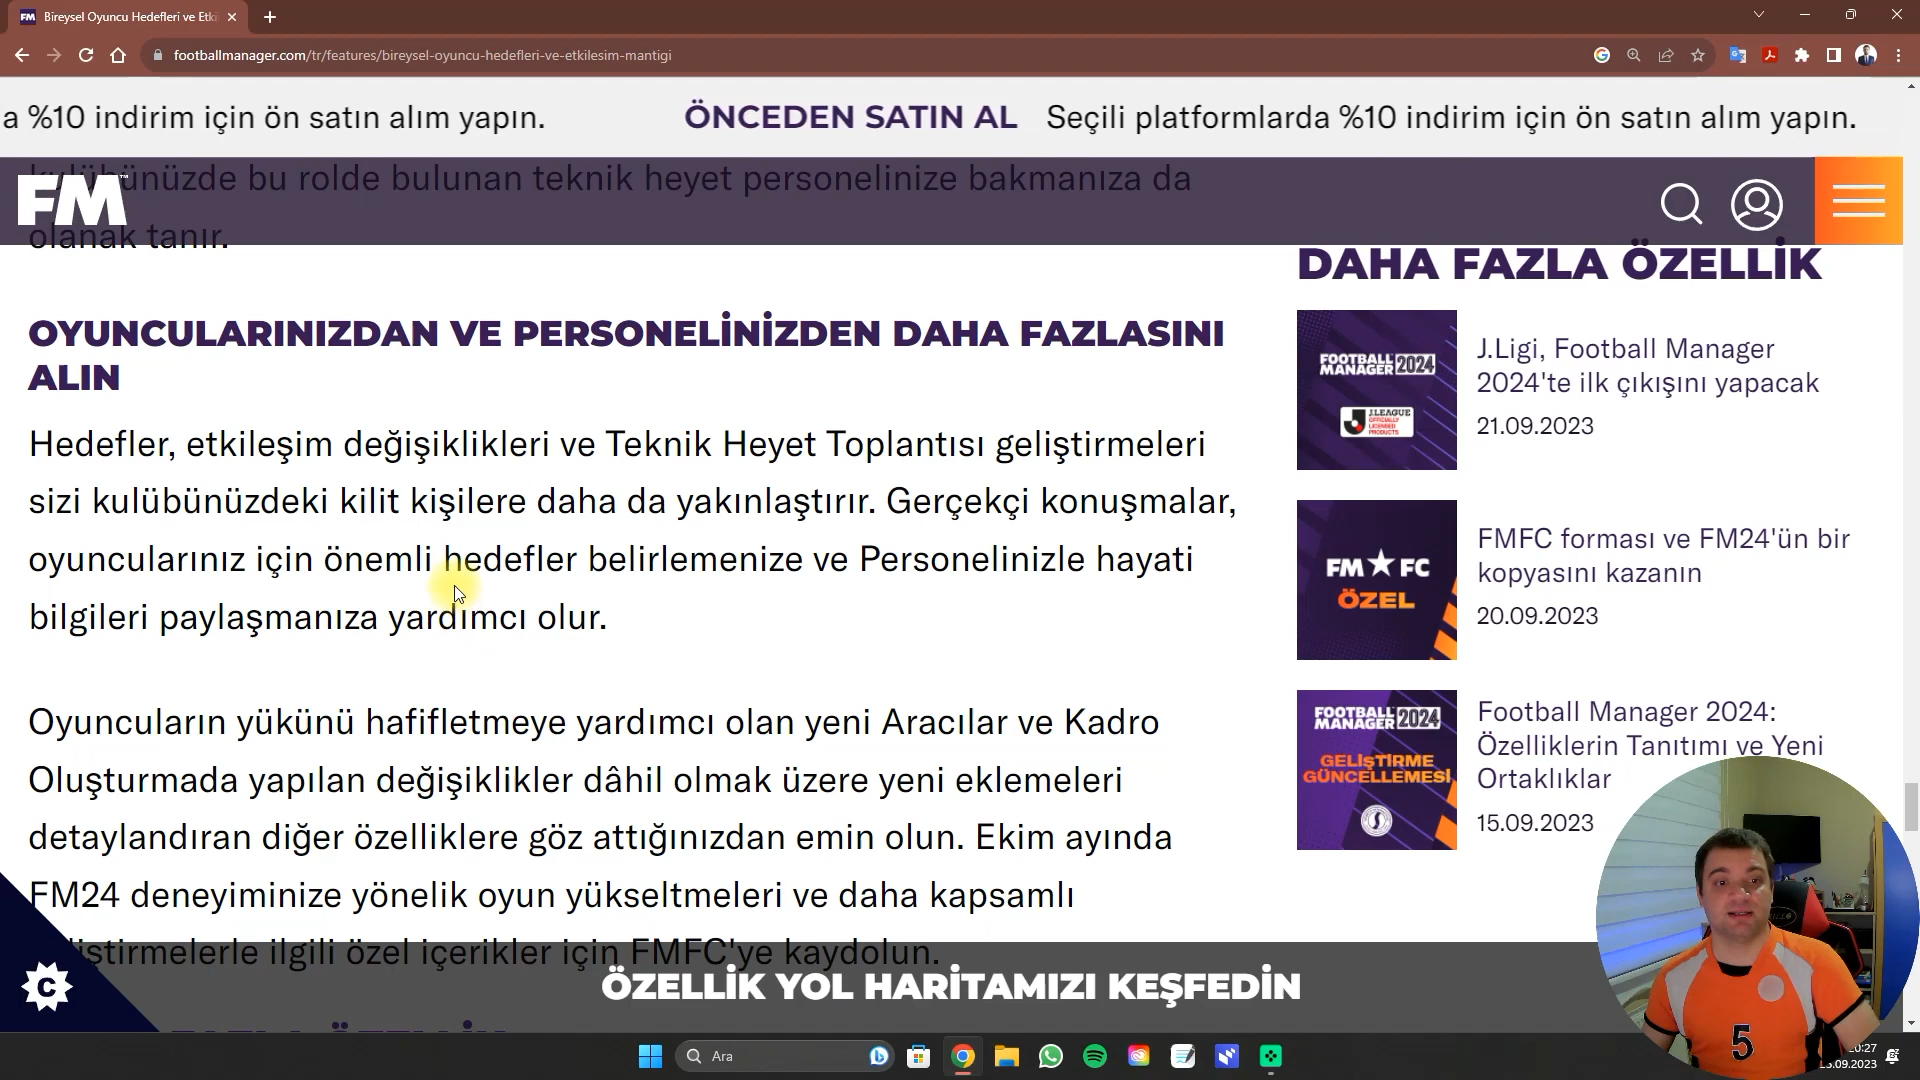 Bireysel Oyuncu Hedefleri ve Etki
footballmanager.com/tr/features/bireysel-oyuncu-hedefleri-ve-etkilesim-mantigi
a %10 indirim için ön satın alım yapın. ÖNCEDEN SATIN AL Seçili platformlarda %10 indirim için ön satın alım yapın.
kulübünüzde bu rolde bulunan teknik heyet personelinize bakmanıza da
FM
olanak tanır.
OYUNCULARINIZDAN VE PERSONELİNİZDEN DAHA FAZLASINI
ALIN
Hedefler, etkileşim değişiklikleri ve Teknik Heyet Toplantısı geliştirmeleri
sizi kulübünüzdeki kilit kişilere daha da yakınlaştırır. Gerçekçi konuşmalar,
oyuncularınız için önemli hedefler belirlemenize ve Personelinizle hayati
bilgileri paylaşmanıza yardımcı olur.
Oyuncuların yükünü hafifletmeye yardımcı olan yeni Aracılar ve Kadro
Oluşturmada yapılan değişiklikler dâhil olmak üzere yeni eklemeleri
detaylandıran diğer özelliklere göz attığınızdan emin olun. Ekim ayında
FM24 deneyiminize yönelik oyun yükseltmeleri ve daha kapsamlı
liştirmelerle ilgili özel içerikler için FMFC'ye kaydolun.
DAHA FAZLA ÖZELLİK
FOOTBALL
MANAGER 2024
J.LEAGUE
OFFICIALLY
LICENSED
PRODUCTS
J.Ligi, Football Manager
2024'te ilk çıkışını yapacak
21.09.2023
FM FC
ÖZEL
FMFC forması ve FM24'ün bir
kopyasını kazanın
20.09.2023
FOOTBALL
MANAGER 2024
GELİŞTİRME
GÜNCELLEMESİ
Football Manager 2024:
Özelliklerin Tanıtımı ve Yeni
Ortaklıklar
15.09.2023
C
ÖZELLİK YOL HARİTAMIZI KEŞFEDİN
5
Ara
.09.2023